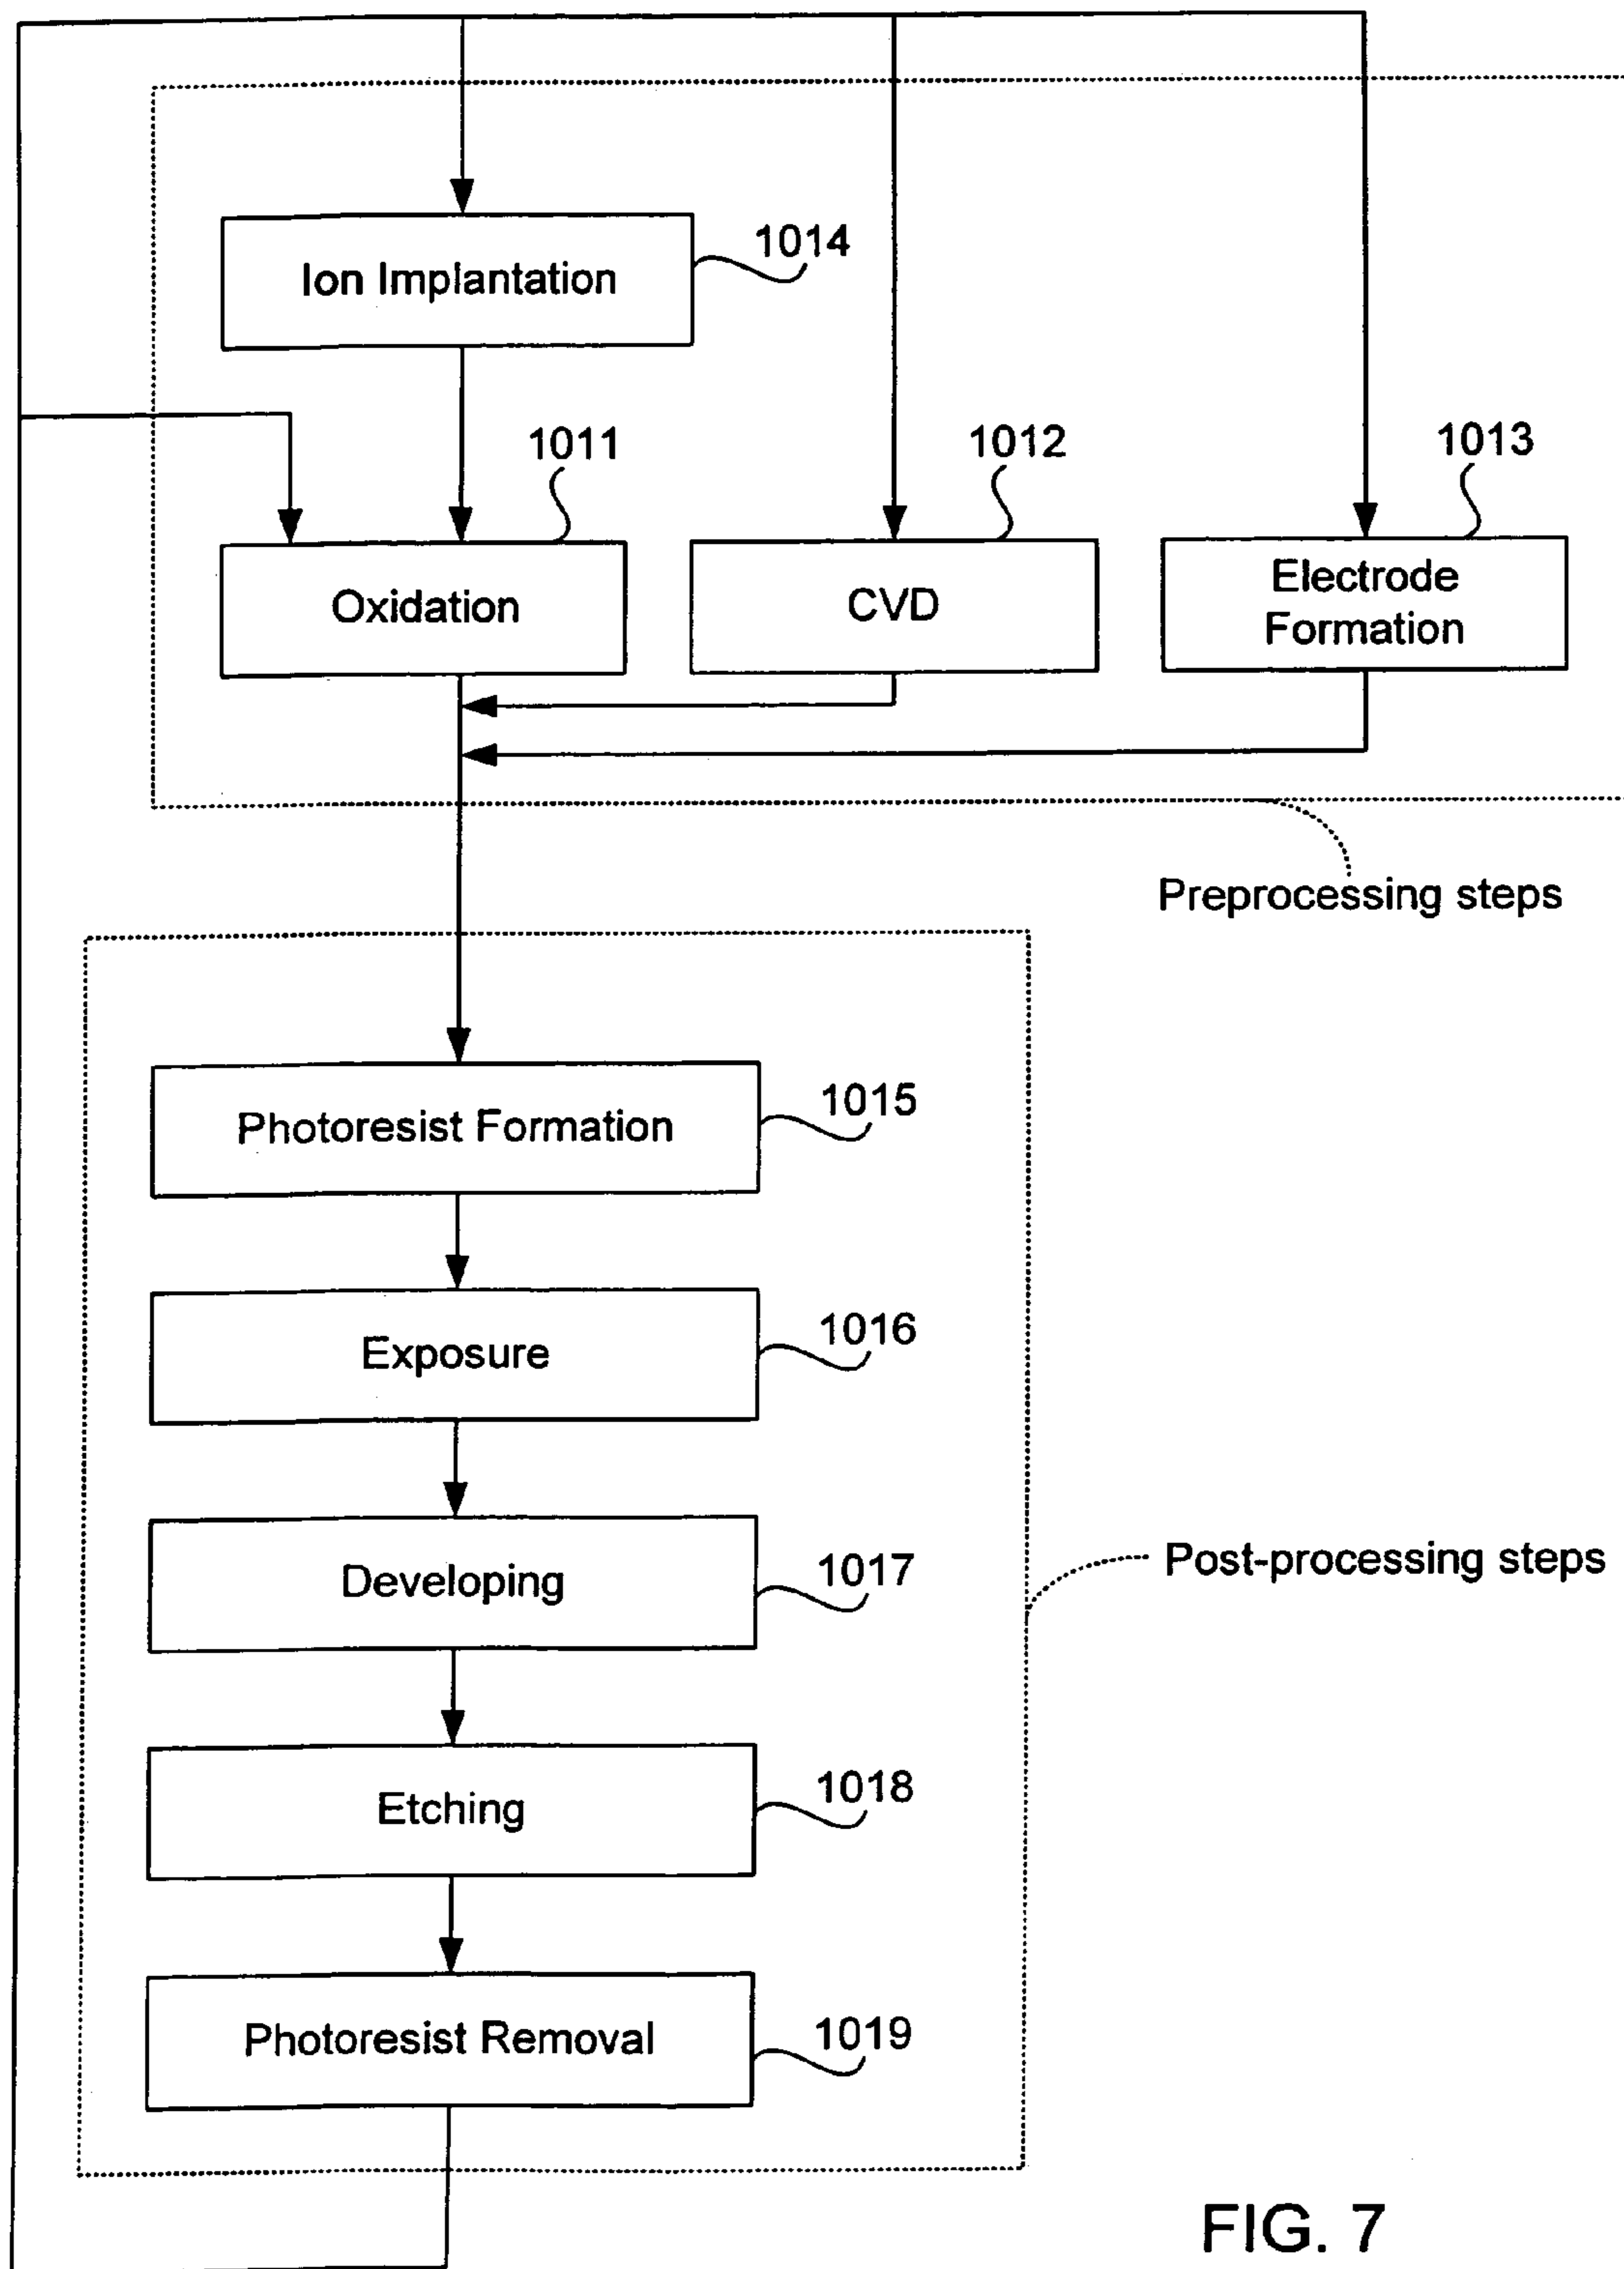 1014
Ion Implantation
1011
1012
1013
Oxidation
CVD
Electrode
Formation
Preprocessing steps
1015
Photoresist Formation
1016
Exposure
1017
Developing
Post-processing steps
1018
Etching
1019
Photoresist Removal
FIG. 7